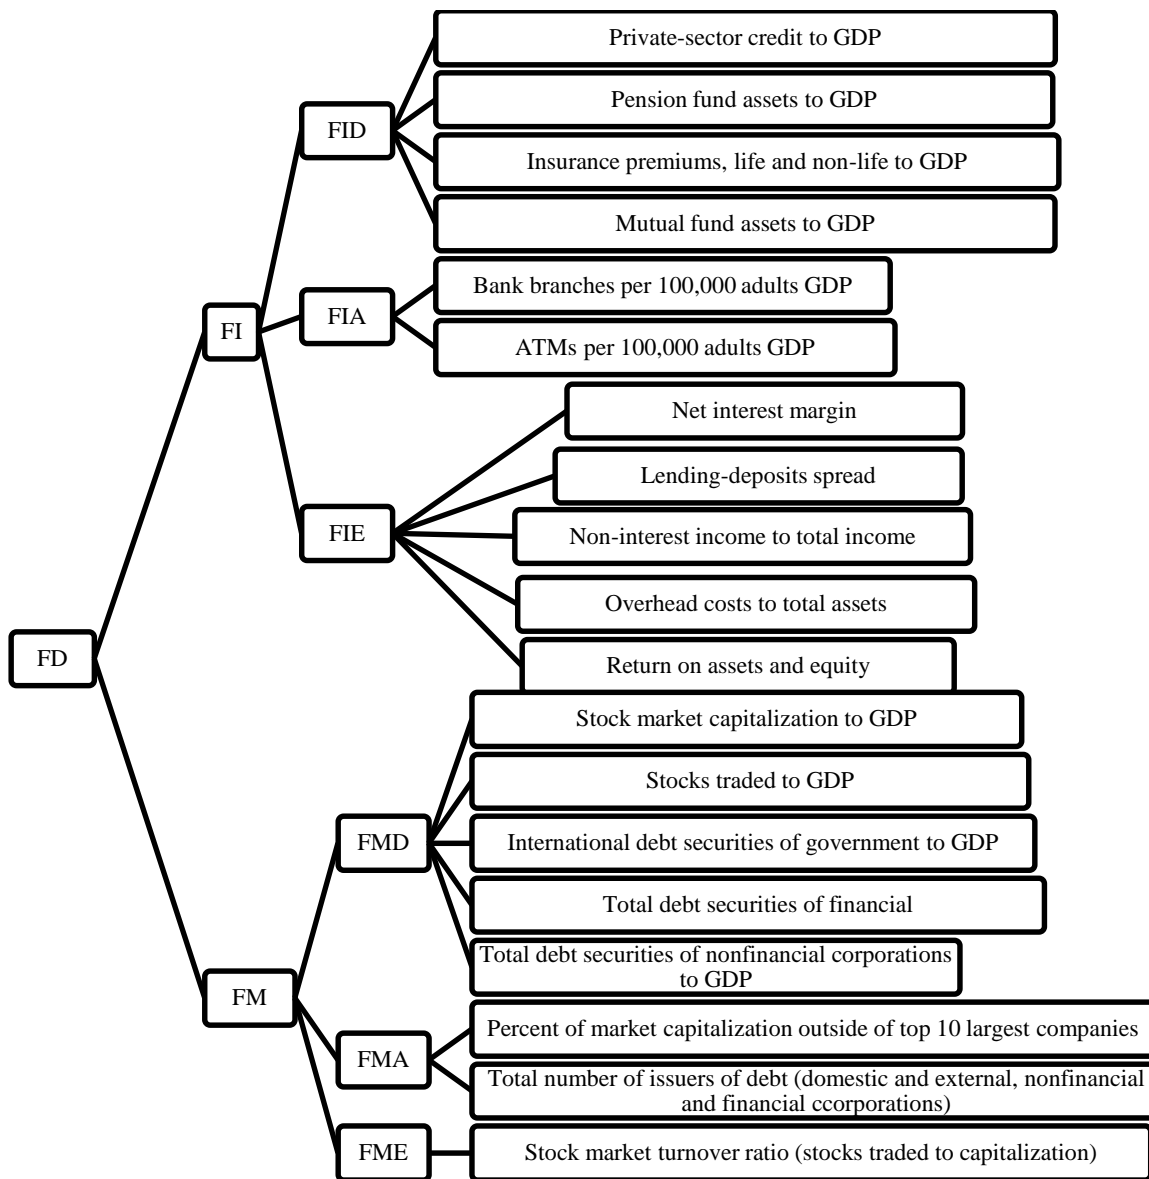 Private-sector credit to GDP
Pension fund assets to GDP
FID
Insurance premiums, life and non-life to GDP
Mutual fund assets to GDP
Bank branches per 100,000 adults GDP
FI
FIA
ATMs per 100,000 adults GDP
Net interest margin
Lending-deposits spread
FIE
Non-interest income to total income
Overhead costs to total assets
FD
Return on assets and equity
Stock market capitalization to GDP
Stocks traded to GDP
FMD
International debt securities of government to GDP
Total debt securities of financial
Total debt securities of nonfinancial corporations
to GDP
FM
Percent of market capitalization outside of top 10 largest companies
FMA
Total number of issuers of debt (domestic and external, nonfinancial
and financial ccorporations)
FME
Stock market turnover ratio (stocks traded to capitalization)